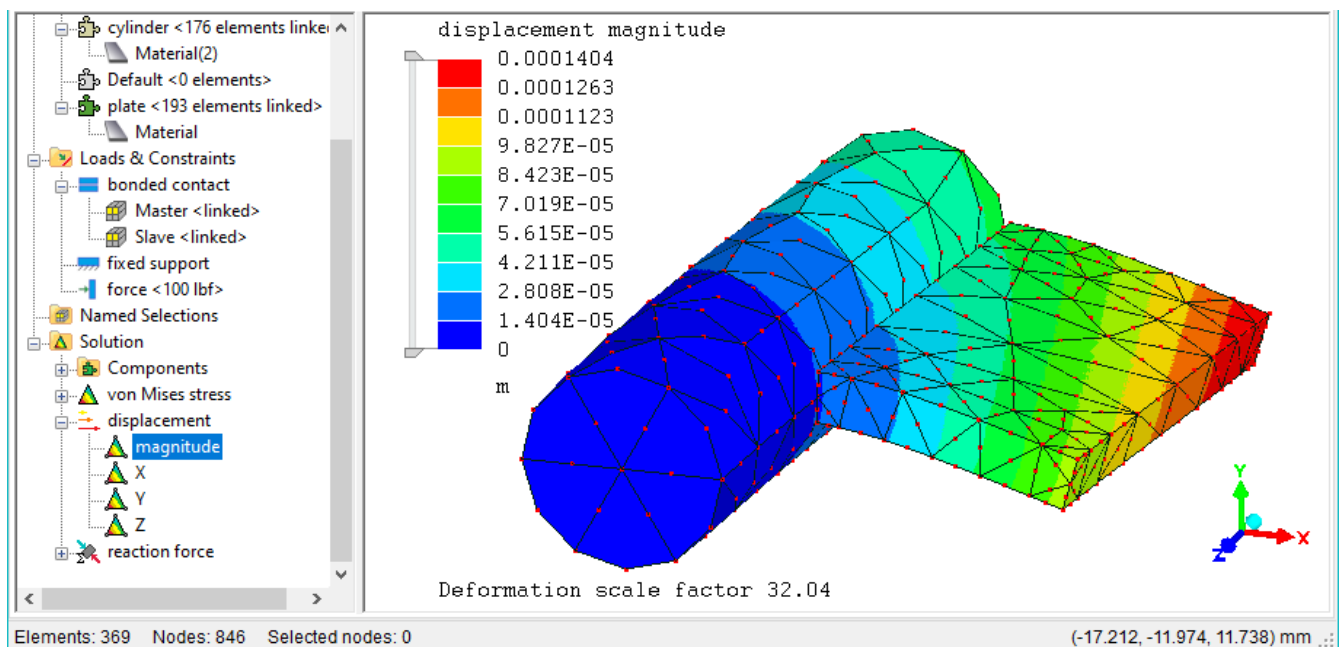 cylinder <176 elements linke
Material(2)
Default <0 elements>
plate <193 elements linked>
Material
Loads & Constraints
bonded contact
Master <linked>
Slave <linked>
fixed support
force <100 lbf>
Named Selections
Solution
Components
von Mises stress
displacement
magnitude
X
Y
Z
reaction force
displacement magnitude
0.0001404
0.0001263
0.0001123
9.827E-05
8.423E-05
7.019E-05
5.615E-05
4.211E-05
2.808E-05
1.404E-05
0
m
Y
X
Z
Deformation scale factor 32.04
Elements: 369 Nodes: 846 Selected nodes: 0 (-17.212, -11.974, 11.738) mm